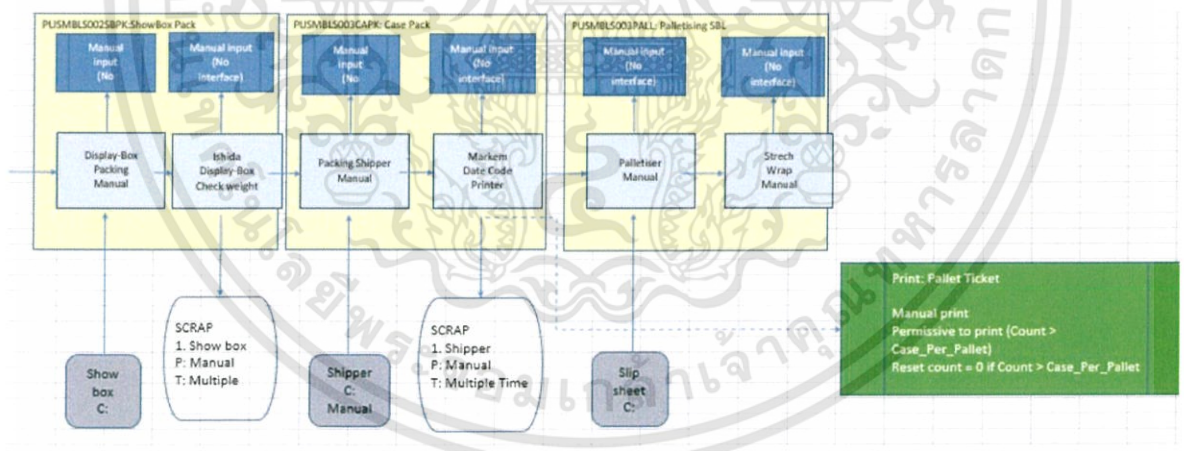 PUSMBLS002SBPK:ShowBox Pack
Manual
input
(No
Manual input
(No
interface)
Display-Box
Packing
Manual
Ishida
Display-Box
Check weight
PUSMBLS003CAPK: Case Pack
Manual
input
(No
Manual input
(No
interface)
Packing Shipper
Manual
Markem
Date Code
Printer
PUSMBLS003PALL: Palletising SBL
Manual input
(No
interface)
Manual input
(No
interface)
Palletiser
Manual
Strech
Wrap
Manual
Show
box
C:
SCRAP
1. Show box
P: Manual
T: Multiple
Shipper
C:
Manual
SCRAP
1. Shipper
P: Manual
T: Multiple Time
Slip
sheet
C:
Print: Pallet Ticket
Manual print
Permissive to print (Count >
Case_Per_Pallet)
Reset count = 0 if Count > Case_Per_Pallet